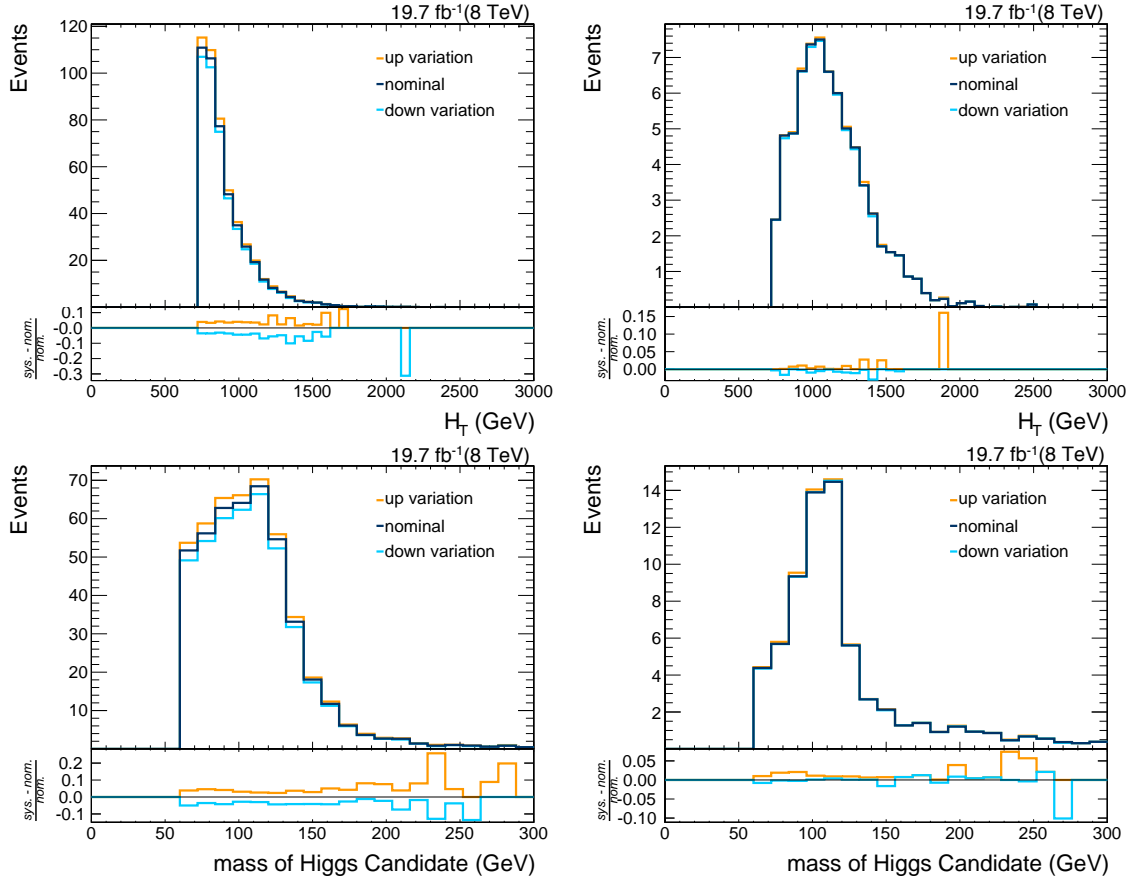 19.7 fb⁻¹(8 TeV)
Events
120
100
80
60
40
20
up variation
nominal
down variation
sys. - nom.
nom.
0.1
-0.0
-0.1
-0.2
-0.3
0 500 1000 1500 2000 2500 3000
H_T (GeV)
19.7 fb⁻¹(8 TeV)
Events
7
6
5
4
3
2
1
up variation
nominal
down variation
sys. - nom.
nom.
0.15
0.10
0.05
0.00
0 500 1000 1500 2000 2500 3000
H_T (GeV)
19.7 fb⁻¹(8 TeV)
Events
70
60
50
40
30
20
10
up variation
nominal
down variation
sys. - nom.
nom.
0.2
0.1
0.0
-0.1
0 50 100 150 200 250 300
mass of Higgs Candidate (GeV)
19.7 fb⁻¹(8 TeV)
Events
14
12
10
8
6
4
2
up variation
nominal
down variation
sys. - nom.
nom.
0.05
0.00
-0.05
-0.10
0 50 100 150 200 250 300
mass of Higgs Candidate (GeV)